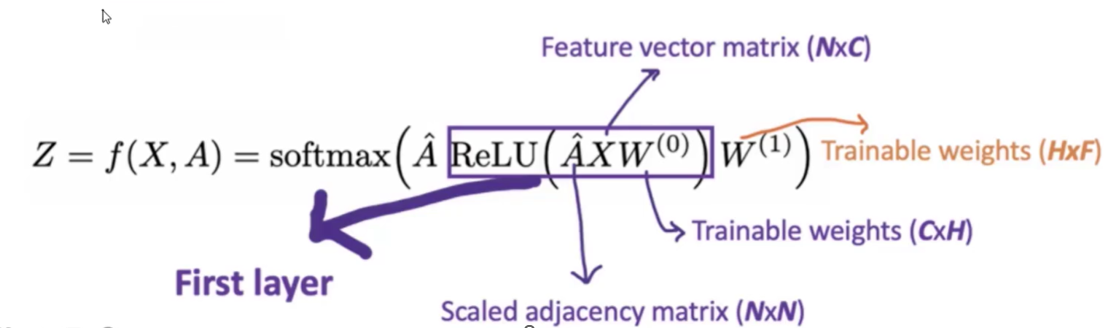 Feature vector matrix (NxC)
Z = f(X, A) = softmax(Â ReLU(ÂXW⁽⁰⁾)W⁽¹⁾) Trainable weights (HxF)
Trainable weights (CxH)
First layer
Scaled adjacency matrix (NxN)